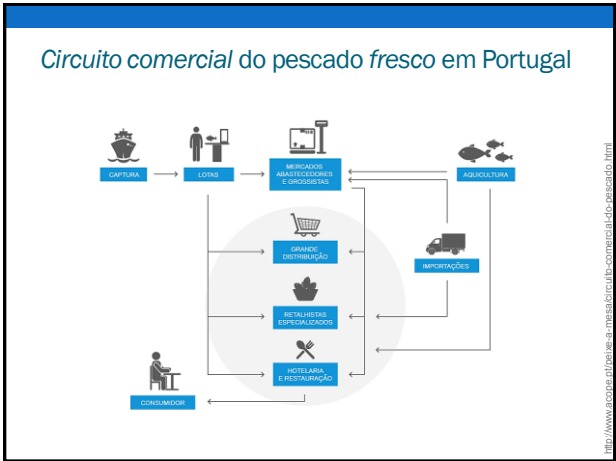 Circuito comercial do pescado fresco em Portugal
CAPTURA
LOTAS
MERCADOS
ABASTECEDORES
E GROSSISTAS
AQUICULTURA
GRANDE
DISTRIBUIÇÃO
IMPORTAÇÕES
RETALHISTAS
ESPECIALIZADOS
HOTELARIA
E RESTAURAÇÃO
CONSUMIDOR
http://www.acope.pt/peixe-a-mesa/circuito-comercial-do-pescado.html